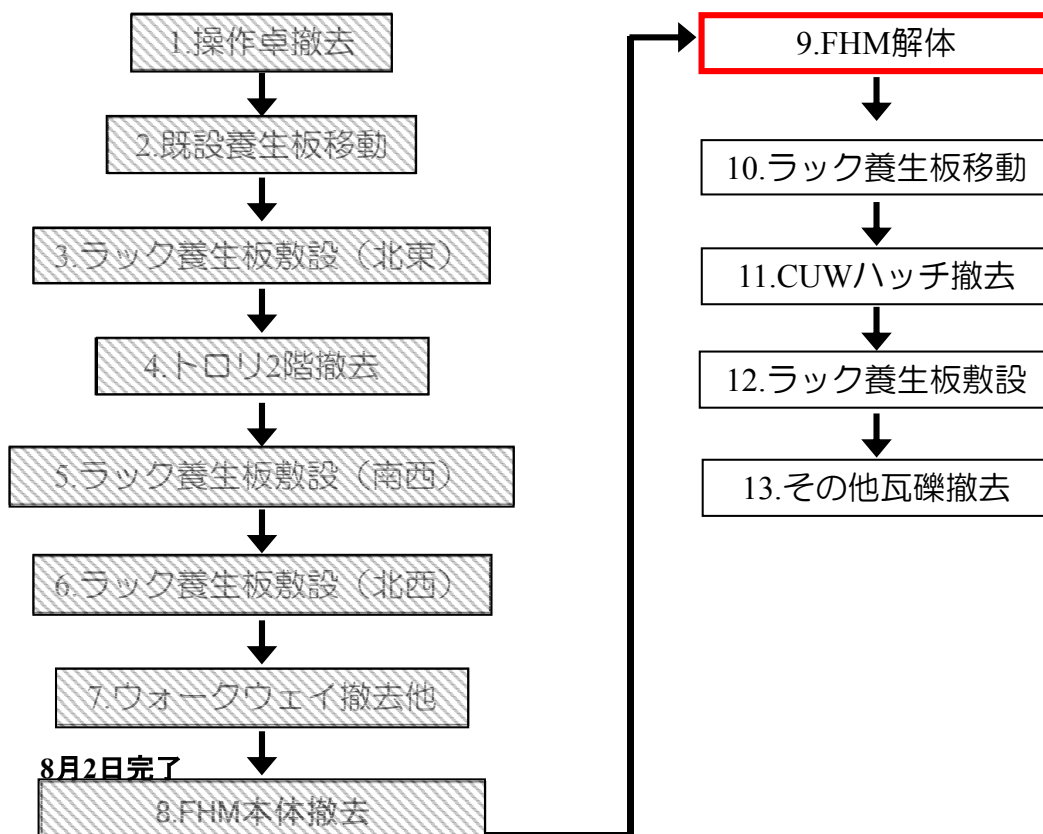 1.操作卓撤去
2.既設養生板移動
3.ラック養生板敷設（北東）
4.トロリ2階撤去
5.ラック養生板敷設（南西）
6.ラック養生板敷設（北西）
7.ウォークウェイ撤去他
8月2日完了
8.FHM本体撤去
9.FHM解体
10.ラック養生板移動
11.CUWハッチ撤去
12.ラック養生板敷設
13.その他瓦礫撤去